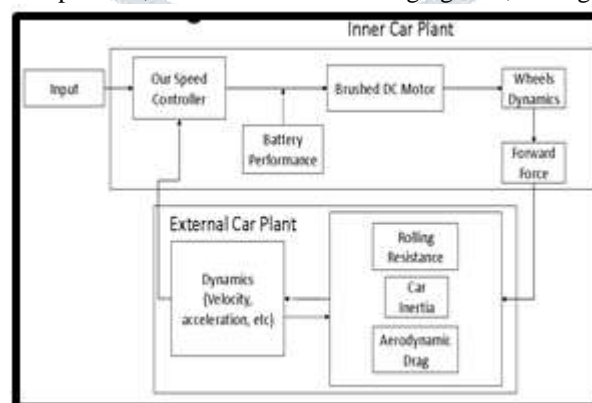 Inner Car Plant
Input
Our Speed
Controller
Brushed DC Motor
Wheels
Dynamics
Battery
Performance
Forward
Force
External Car Plant
Dynamics
(Velocity,
acceleration, etc)
Rolling
Resistance
Car
Inertia
Aerodynamic
Drag